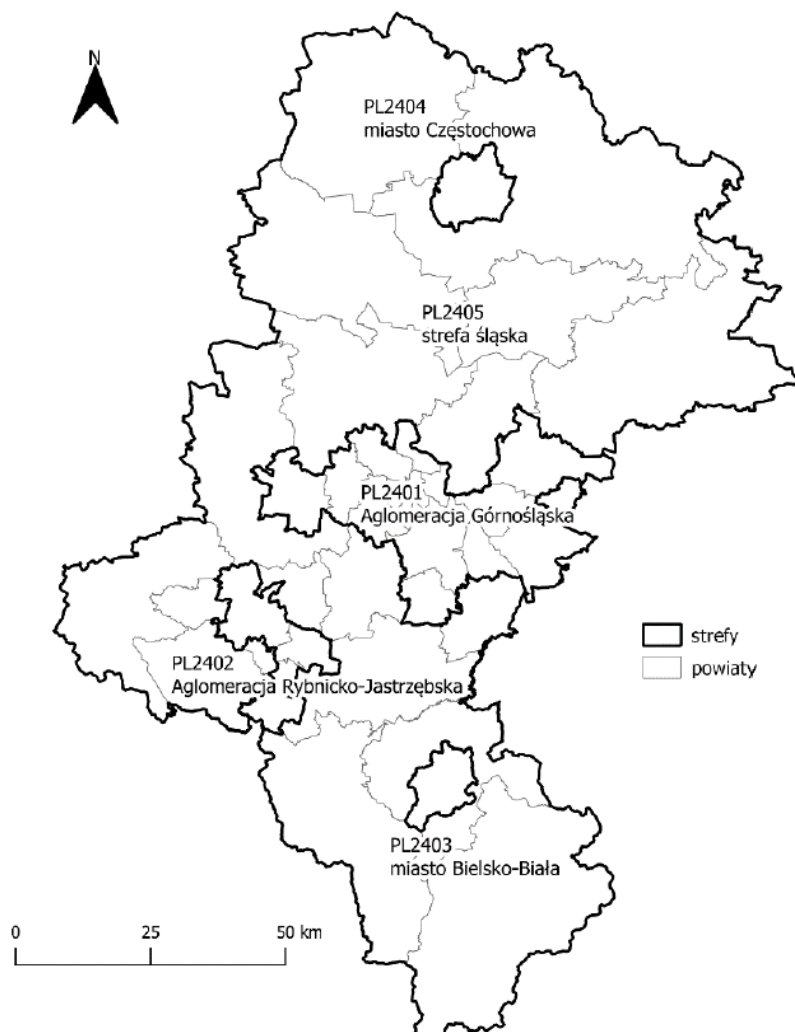 N
PL2404
miasto Częstochowa
PL2405
strefa śląska
PL2401
Aglomeracja Górnośląska
strefy
powiaty
PL2402
Aglomeracja Rybnicko-Jastrzębska
PL2403
miasto Bielsko-Biała
0 25 50 km